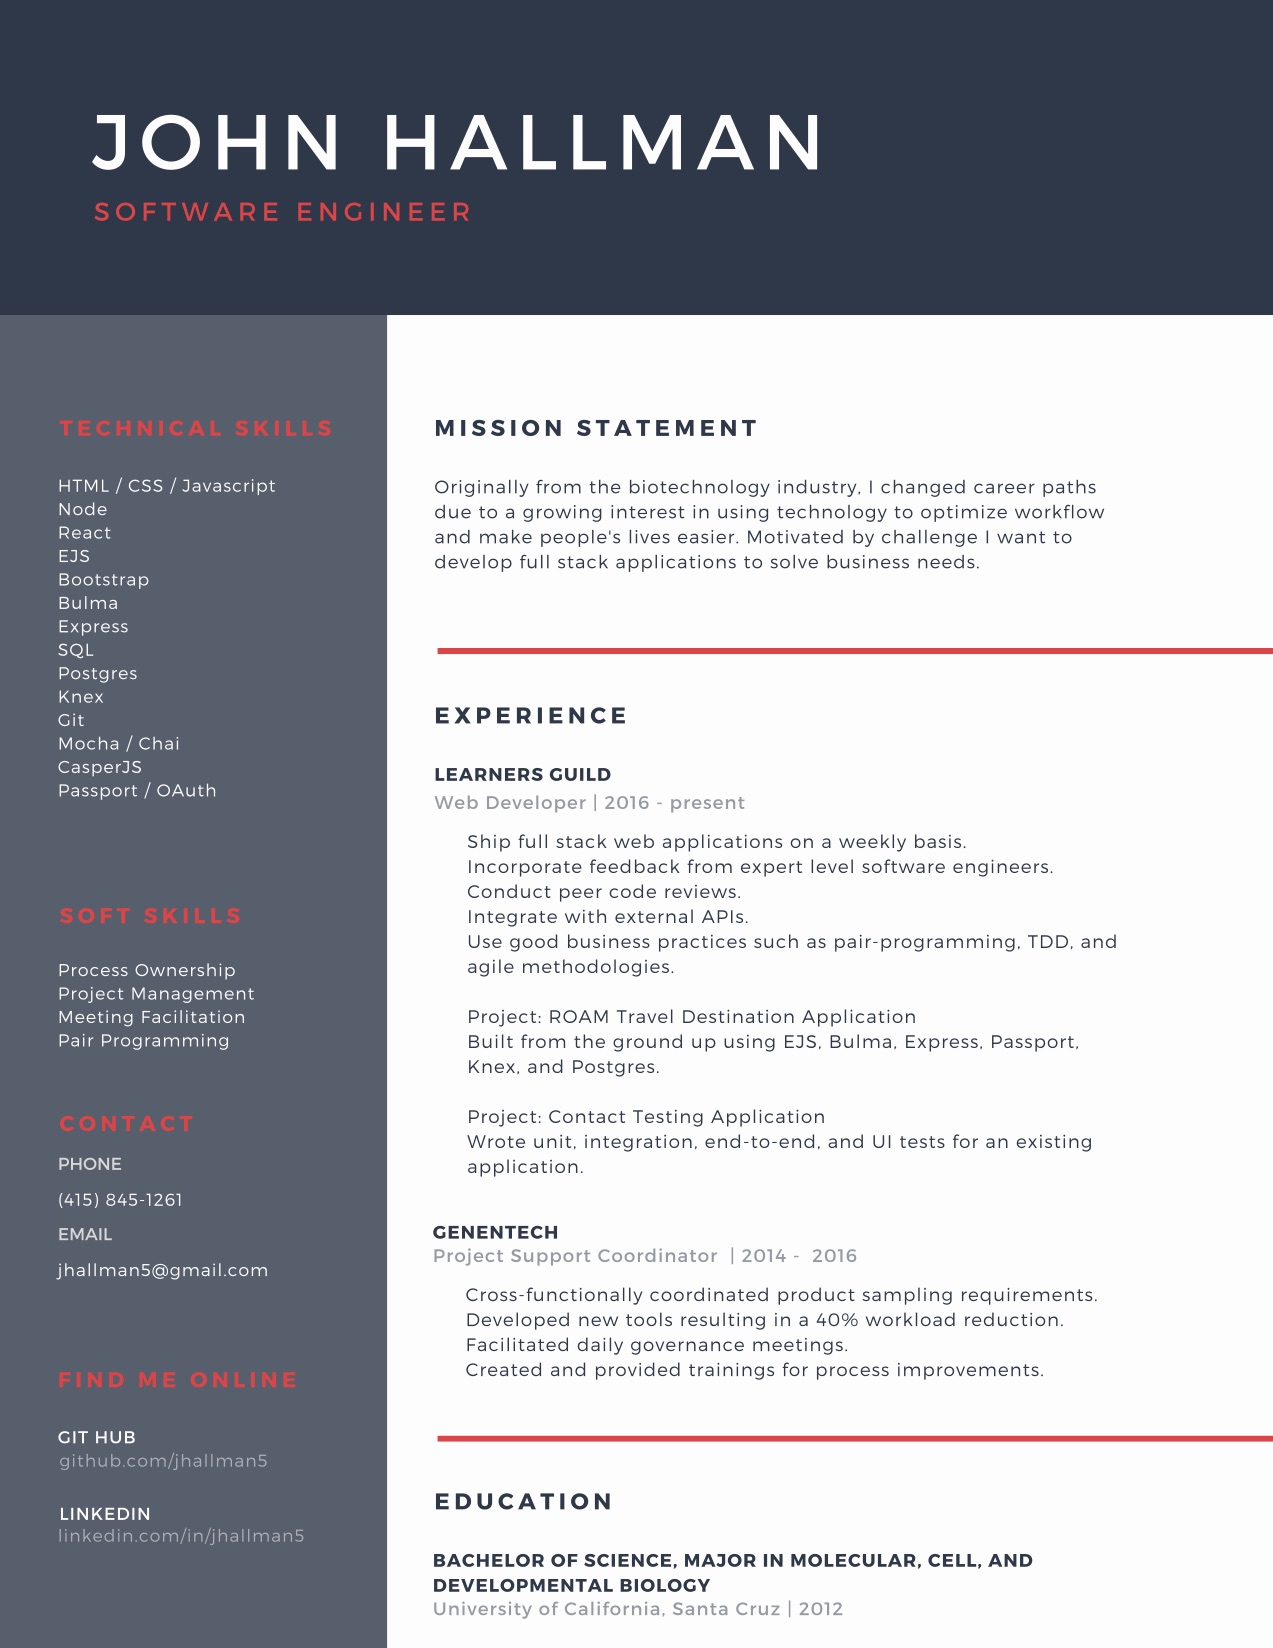 JOHN HALLMAN
SOFTWARE ENGINEER
TECHNICAL SKILLS
HTML / CSS / Javascript
Node
React
EJS
Bootstrap
Bulma
Express
SQL
Postgres
Knex
Git
Mocha / Chai
CasperJS
Passport / OAuth
SOFT SKILLS
Process Ownership
Project Management
Meeting Facilitation
Pair Programming
CONTACT
PHONE
(415) 845-1261
EMAIL
jhallman5@gmail.com
FIND ME ONLINE
GIT HUB
github.com/jhallman5
LINKEDIN
linkedin.com/in/jhallman5
MISSION STATEMENT
Originally from the biotechnology industry, I changed career paths
due to a growing interest in using technology to optimize workflow
and make people's lives easier. Motivated by challenge I want to
develop full stack applications to solve business needs.
EXPERIENCE
LEARNERS GUILD
Web Developer | 2016 - present
Ship full stack web applications on a weekly basis.
Incorporate feedback from expert level software engineers.
Conduct peer code reviews.
Integrate with external APIs.
Use good business practices such as pair-programming, TDD, and
agile methodologies.
Project: ROAM Travel Destination Application
Built from the ground up using EJS, Bulma, Express, Passport,
Knex, and Postgres.
Project: Contact Testing Application
Wrote unit, integration, end-to-end, and UI tests for an existing
application.
GENENTECH
Project Support Coordinator | 2014 - 2016
Cross-functionally coordinated product sampling requirements.
Developed new tools resulting in a 40% workload reduction.
Facilitated daily governance meetings.
Created and provided trainings for process improvements.
EDUCATION
BACHELOR OF SCIENCE, MAJOR IN MOLECULAR, CELL, AND
DEVELOPMENTAL BIOLOGY
University of California, Santa Cruz | 2012